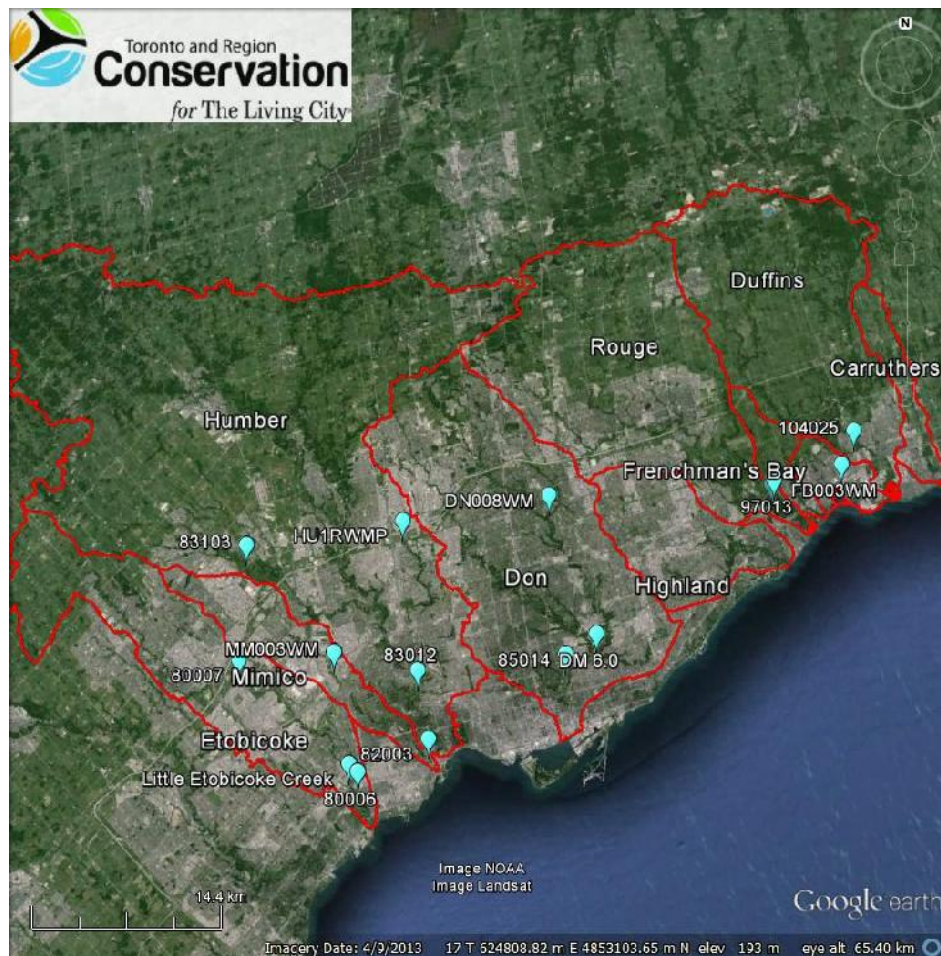 Toronto and Region
Conservation
for The Living City
N
Duffins
Rouge
Carruthers
Humber
104025
Frenchman's Bay
FB003WM
DN008WM
97013
HU1RWMP
83103
Don
Highland
MM003WM
83012
85014 DM 6.0
80007
Mimico
Etobicoke
82003
Little Etobicoke Creek
80006
Image NOAA
Image Landsat
14.4 km
Google earth
Imagery Date: 4/9/2013 17 T 624808.82 m E 4853103.65 m N elev 193 m eye alt 65.40 km